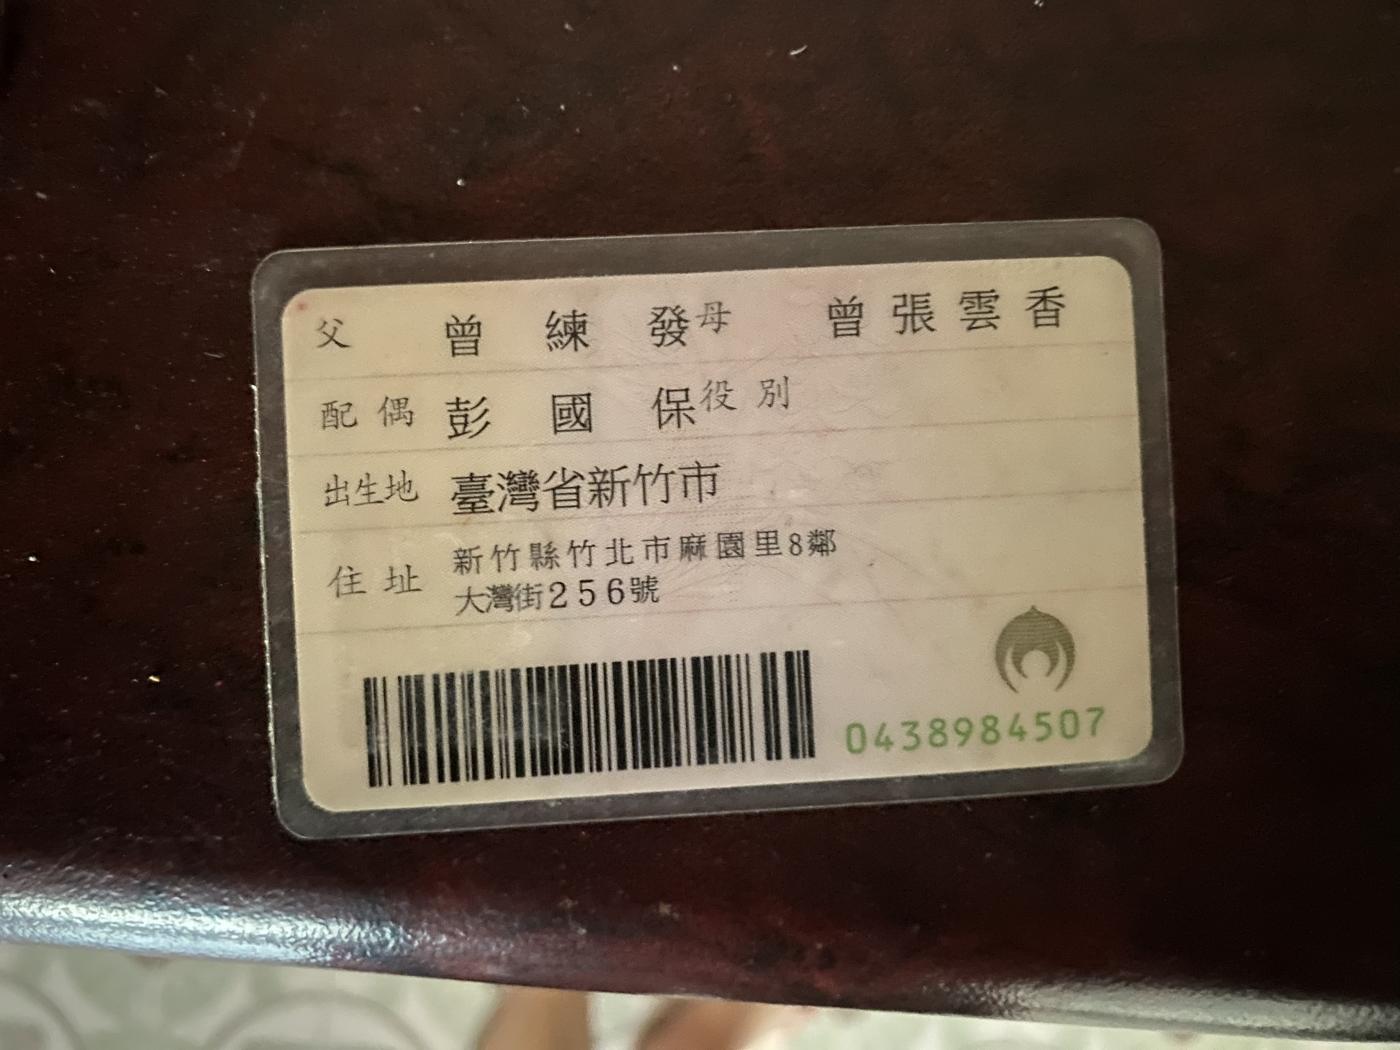 父 曾練發 母 曾張雲香
配偶 彭國保 役別
出生地 臺灣省新竹市
住址 新竹縣竹北市麻園里8鄰
大灣街256號
0438984507